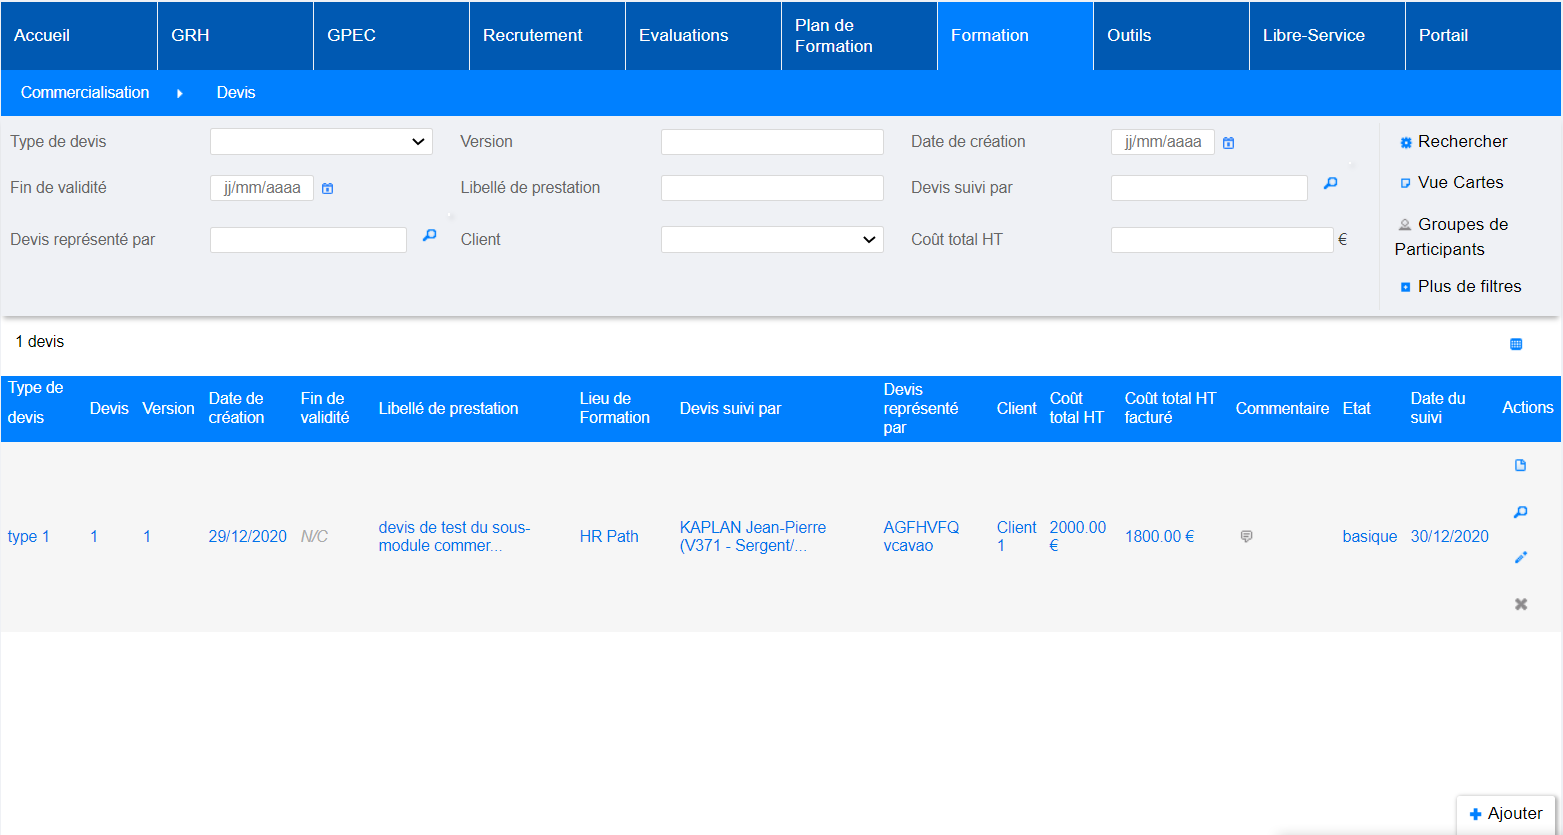 Accueil
GRH
GPEC
Recrutement
Evaluations
Plan de
Formation
Formation
Outils
Libre-Service
Portail
Commercialisation
Devis
Type de devis
Version
Date de création
jj/mm/aaaa
Rechercher
Fin de validité
jj/mm/aaaa
Libellé de prestation
Devis suivi par
Vue Cartes
Devis représenté par
Client
Coût total HT
€
Groupes de
Participants
Plus de filtres
1 devis
Type de
devis
Devis
Version
Date de
création
Fin de
validité
Libellé de prestation
Lieu de
Formation
Devis suivi par
Devis
représenté
par
Client
Coût
total HT
Coût total HT
facturé
Commentaire
Etat
Date du
suivi
Actions
type 1
1
1
29/12/2020
N/C
devis de test du sous-
module commer...
HR Path
KAPLAN Jean-Pierre
(V371 - Sergent/...
AGFHVFQ
vcavao
Client
1
2000.00
€
1800.00 €
basique
30/12/2020
Ajouter